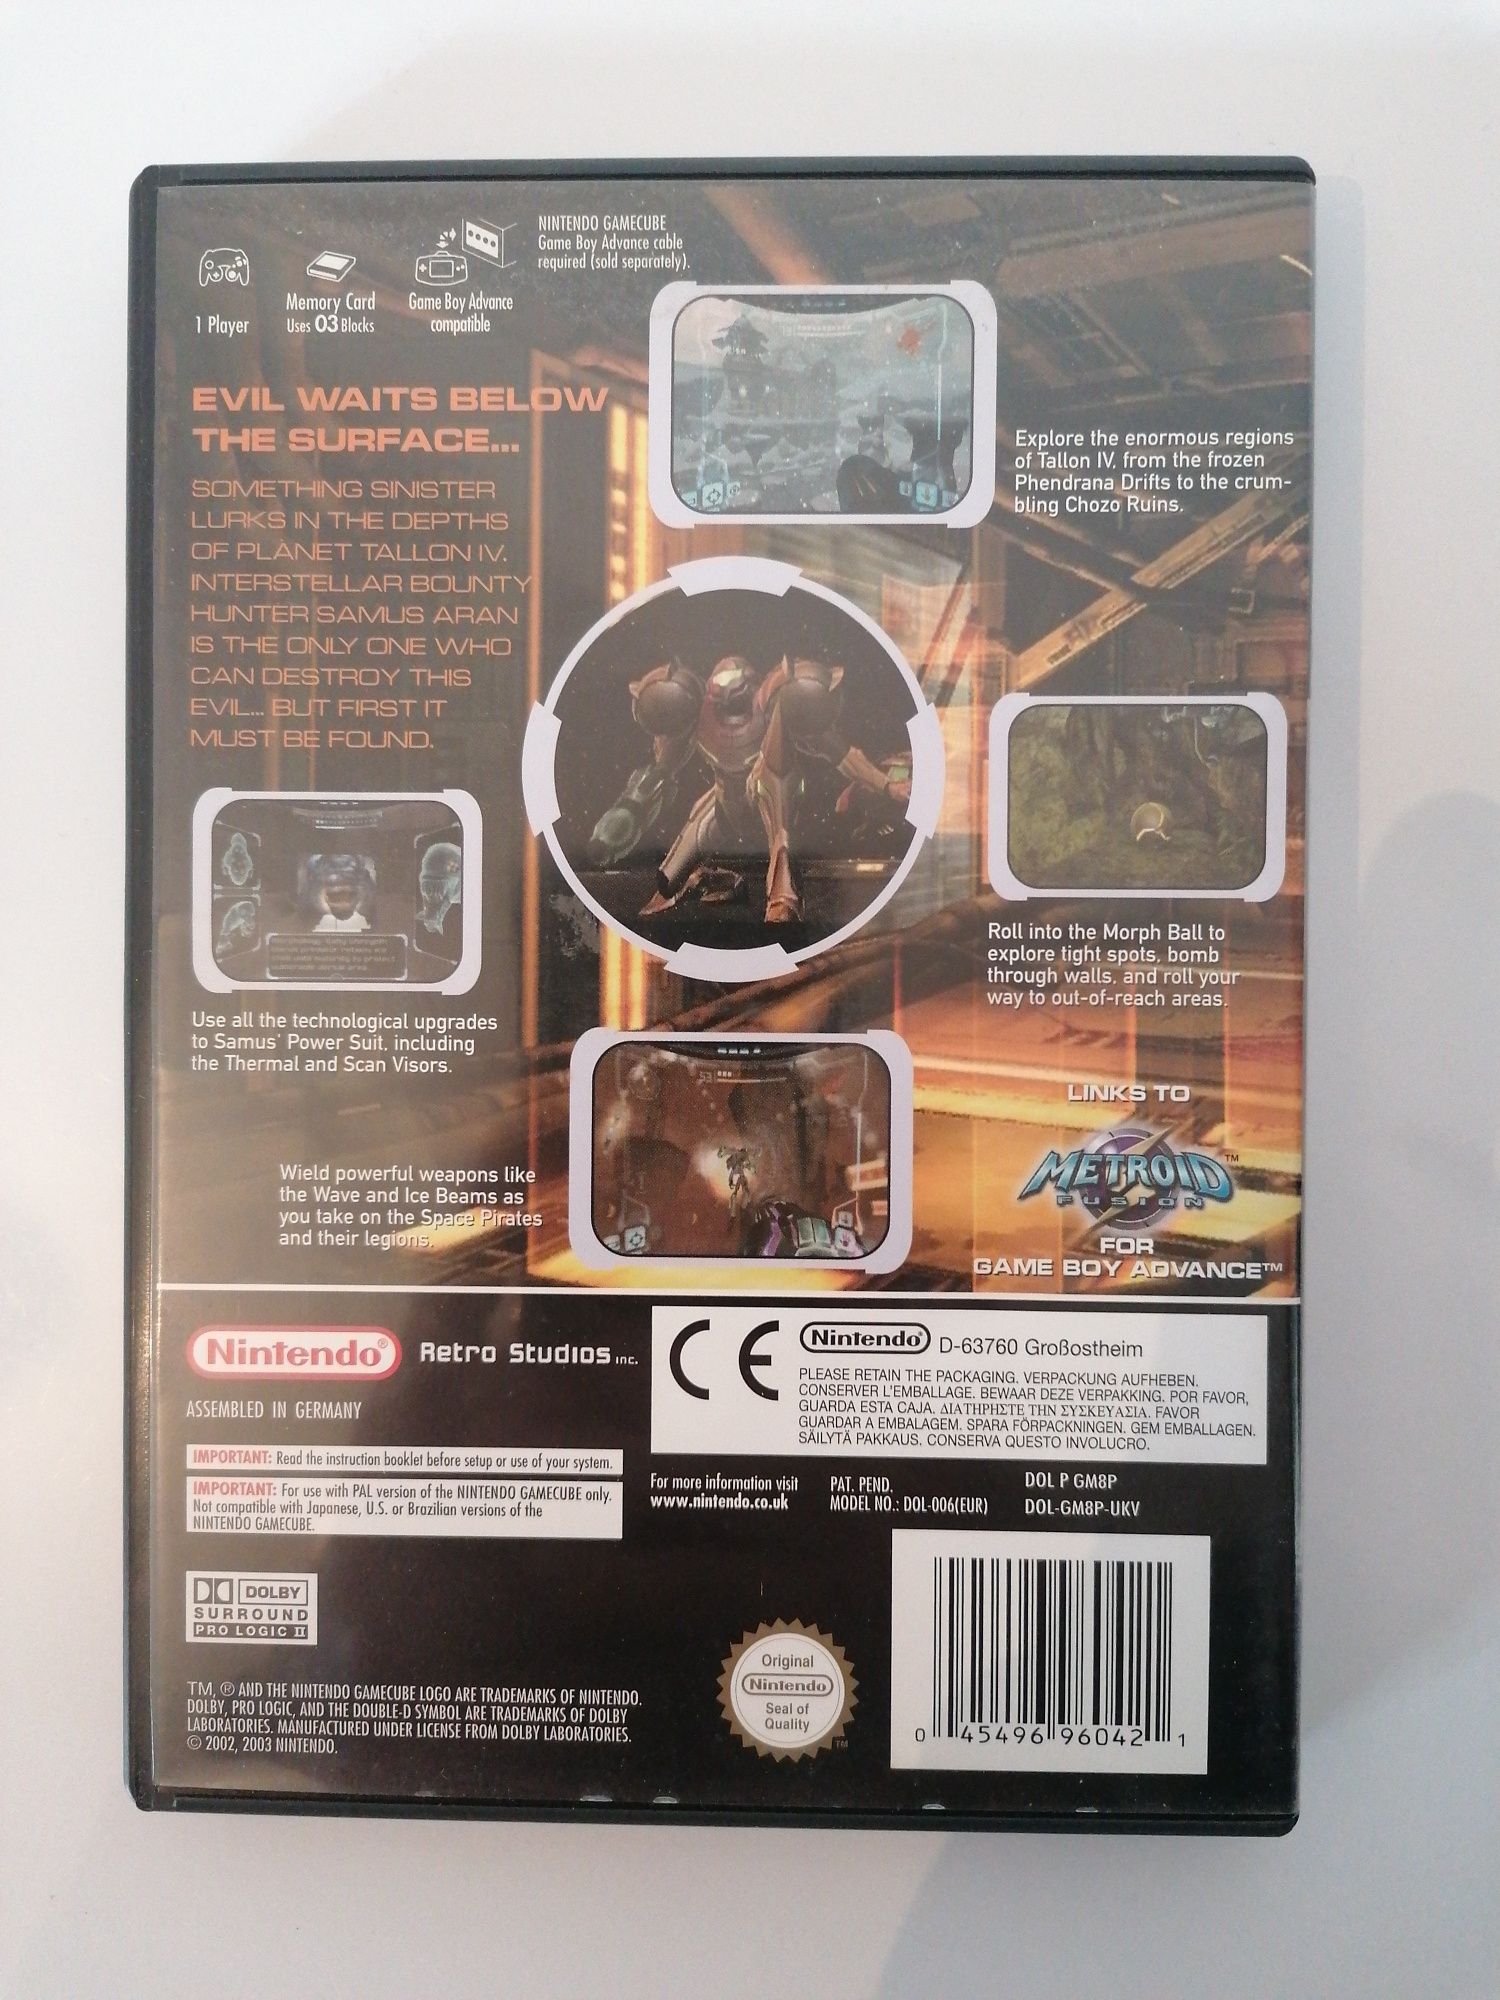 NINTENDO GAMECUBE
Game Boy Advance cable
required (sold separately).
1 Player
Memory Card
Uses 03 Blocks
Game Boy Advance
compatible
EVIL WAITS BELOW
THE SURFACE...
SOMETHING SINISTER
LURKS IN THE DEPTHS
OF PLANET TALLON IV.
INTERSTELLAR BOUNTY
HUNTER SAMUS ARAN
IS THE ONLY ONE WHO
CAN DESTROY THIS
EVIL... BUT FIRST IT
MUST BE FOUND.
Explore the enormous regions
of Tallon IV, from the frozen
Phendrana Drifts to the crum-
bling Chozo Ruins.
Roll into the Morph Ball to
explore tight spots, bomb
through walls, and roll your
way to out-of-reach areas.
Use all the technological upgrades
to Samus' Power Suit, including
the Thermal and Scan Visors.
Wield powerful weapons like
the Wave and Ice Beams as
you take on the Space Pirates
and their legions.
LINKS TO
METROID™
FUSION
FOR
GAME BOY ADVANCE™
Nintendo®
Retro Studios inc.
ASSEMBLED IN GERMANY
CE
Nintendo® D-63760 Großostheim
PLEASE RETAIN THE PACKAGING. VERPACKUNG AUFHEBEN.
CONSERVER L'EMBALLAGE. BEWAAR DEZE VERPAKKING. POR FAVOR,
GUARDA ESTA CAJA. ΔΙΑΤΗΡΗΣΤΕ ΤΗΝ ΣΥΣΚΕΥΑΣΙΑ. FAVOR
GUARDAR A EMBALAGEM. SPARA FÖRPACKNINGEN. GEM EMBALLAGEN.
SÄILYTÄ PAKKAUS. CONSERVA QUESTO INVOLUCRO.
IMPORTANT: Read the instruction booklet before setup or use of your system.
IMPORTANT: For use with PAL version of the NINTENDO GAMECUBE only.
Not compatible with Japanese, U.S. or Brazilian versions of the
NINTENDO GAMECUBE.
For more information visit
www.nintendo.co.uk
PAT. PEND.
MODEL NO.: DOL-006(EUR)
DOL P GM8P
DOL-GM8P-UKV
DOLBY
SURROUND
PRO LOGIC II
TM, ® AND THE NINTENDO GAMECUBE LOGO ARE TRADEMARKS OF NINTENDO.
DOLBY, PRO LOGIC, AND THE DOUBLE-D SYMBOL ARE TRADEMARKS OF DOLBY
LABORATORIES. MANUFACTURED UNDER LICENSE FROM DOLBY LABORATORIES.
© 2002, 2003 NINTENDO.
Original
Nintendo
Seal of
Quality
TM
0 45496 96042 1